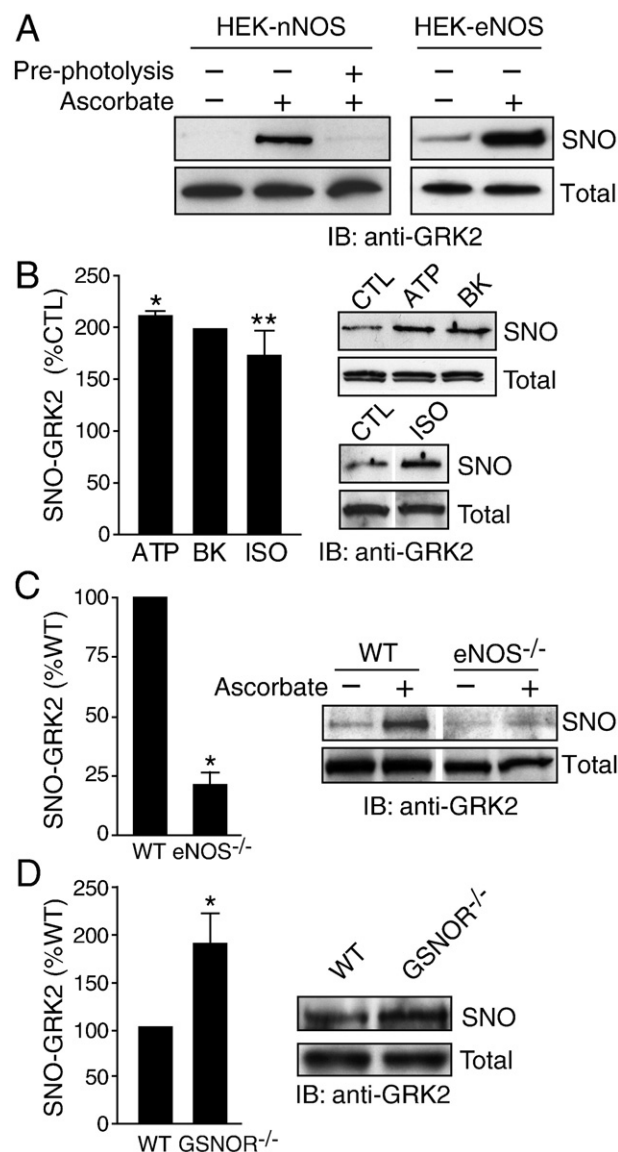 A
HEK-nNOS HEK-eNOS
Pre-photolysis − − + 
Ascorbate − + + − +
SNO
Total
IB: anti-GRK2
B
SNO-GRK2 (%CTL)
250
200
150
100
50
0
* **
ATP BK ISO
CTL ATP BK
SNO
Total
CTL ISO
SNO
Total
IB: anti-GRK2
C
SNO-GRK2 (%WT)
100
75
50
25
0
*
WT eNOS-/-
WT eNOS-/-
Ascorbate − + − +
SNO
Total
IB: anti-GRK2
D
SNO-GRK2 (%WT)
250
200
150
100
50
0
*
WT GSNOR-/-
WT GSNOR-/-
SNO
Total
IB: anti-GRK2